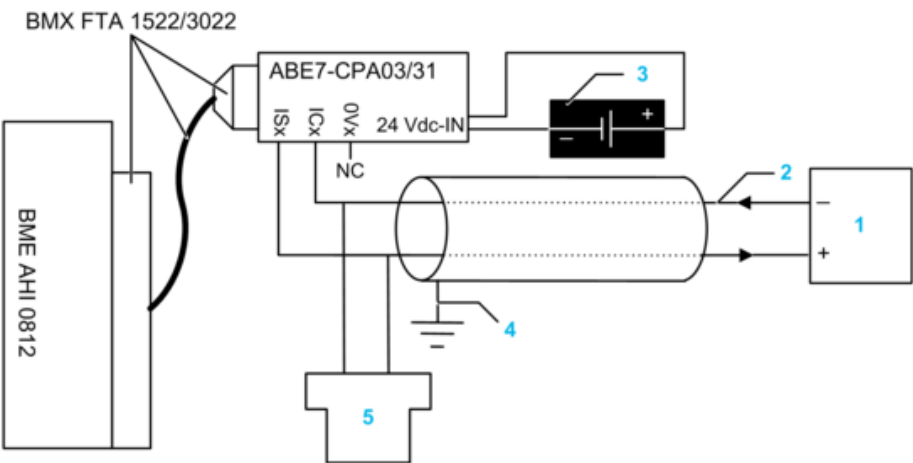 BMX FTA 1522/3022
ABE7-CPA03/31
ISx
ICx
0Vx
24 Vdc-IN
NC
3
− +
2
BME AHI 0812
−
1
+
4
5